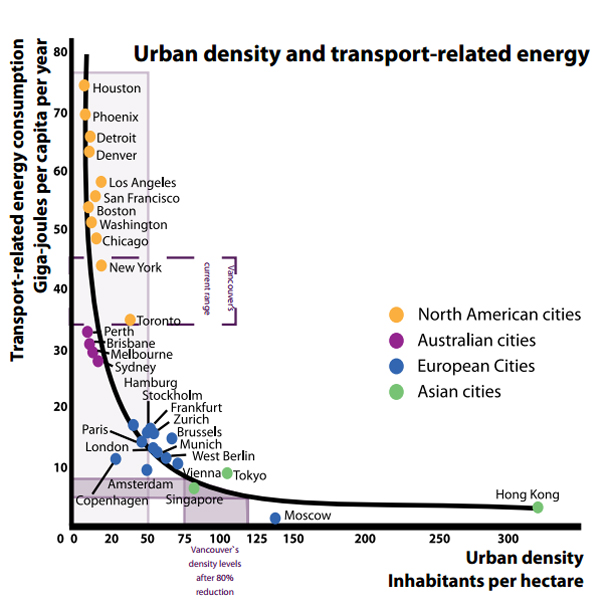 Urban density and transport-related energy
Transport-related energy consumption
Giga-joules per capita per year
80
70
60
50
40
30
20
10
0
Houston
Phoenix
Detroit
Denver
Los Angeles
San Francisco
Boston
Washington
Chicago
New York
Toronto
Vancouver's
current range
Perth
Brisbane
Melbourne
Sydney
Hamburg
Stockholm
Frankfurt
Zurich
Brussels
Munich
West Berlin
Paris
London
Vienna
Tokyo
Amsterdam
Copenhagen
Singapore
Moscow
Hong Kong
North American cities
Australian cities
European Cities
Asian cities
0 20 50 75 100 125 150 200 250 300
Vancouver`s
density levels
after 80%
reduction
Urban density
Inhabitants per hectare